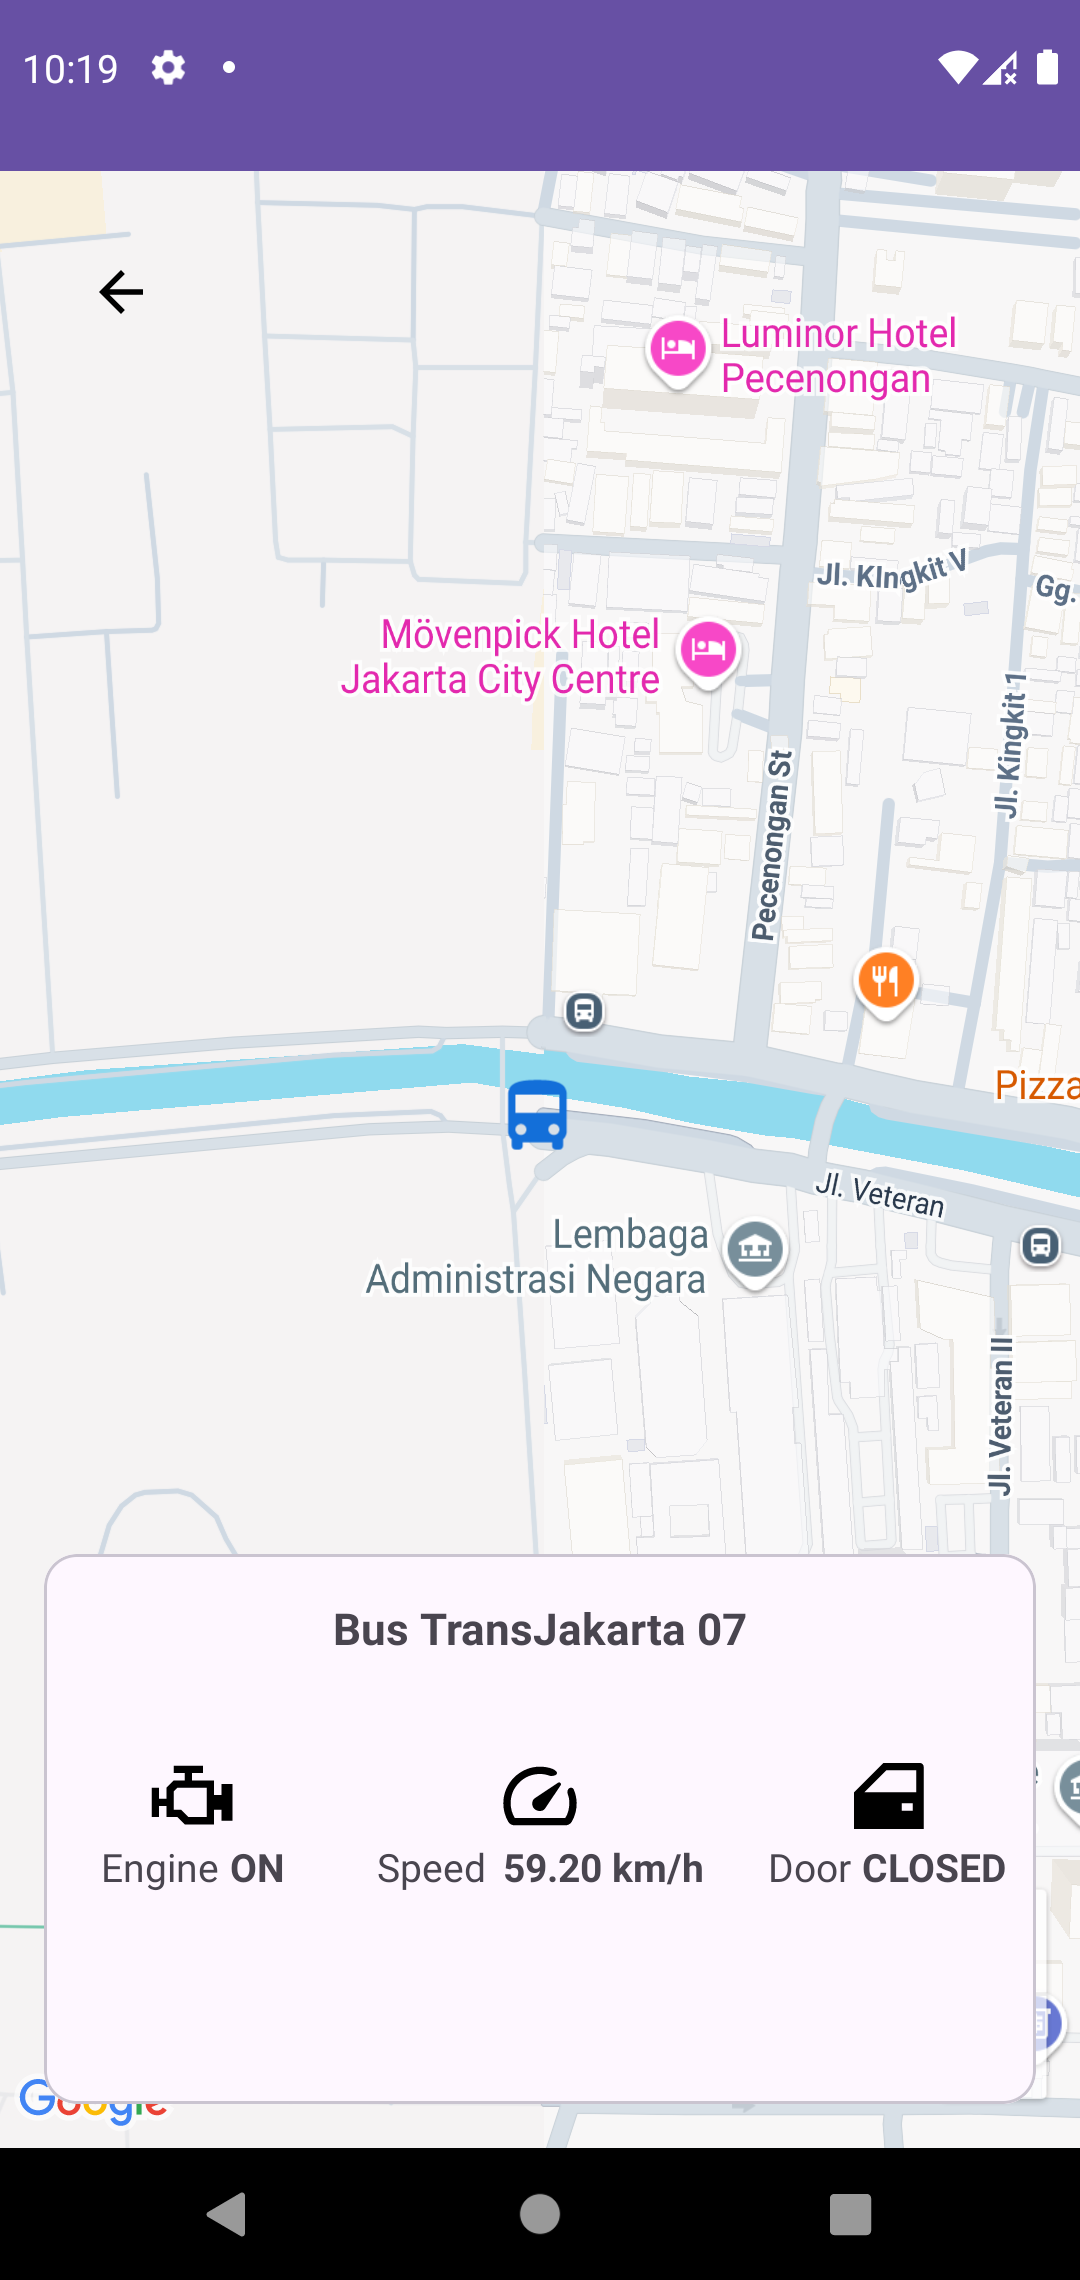 10:19
Luminor Hotel
Pecenongan
Jl. KIngkit V
Gg.
Mövenpick Hotel
Jakarta City Centre
Jl. Kingkit 1
Pecenongan St
Pizza
Jl. Veteran
Lembaga
Administrasi Negara
Jl. Veteran II
Bus TransJakarta 07
Engine ON
Speed 59.20 km/h
Door CLOSED
Google